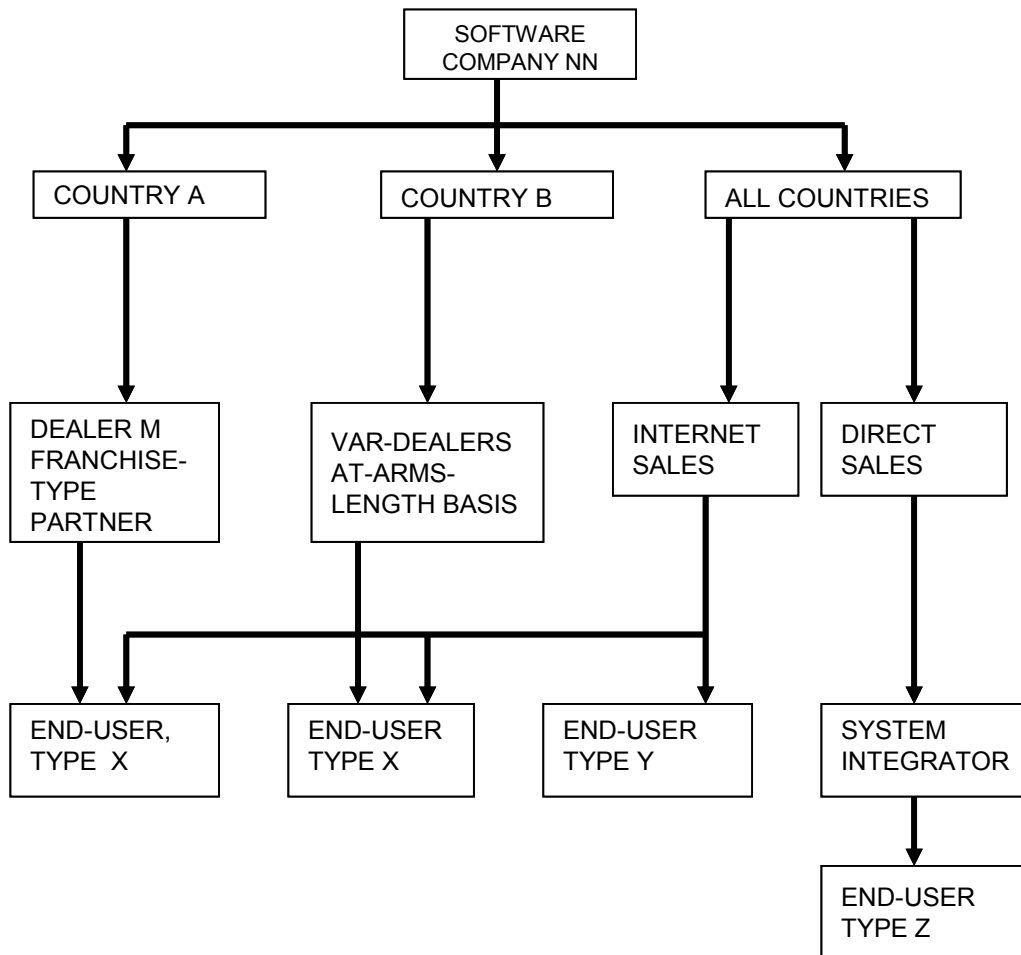 SOFTWARE
COMPANY NN
COUNTRY A
COUNTRY B
ALL COUNTRIES
DEALER M
FRANCHISE-
TYPE
PARTNER
VAR-DEALERS
AT-ARMS-
LENGTH BASIS
INTERNET
SALES
DIRECT
SALES
END-USER,
TYPE X
END-USER
TYPE X
END-USER
TYPE Y
SYSTEM
INTEGRATOR
END-USER
TYPE Z